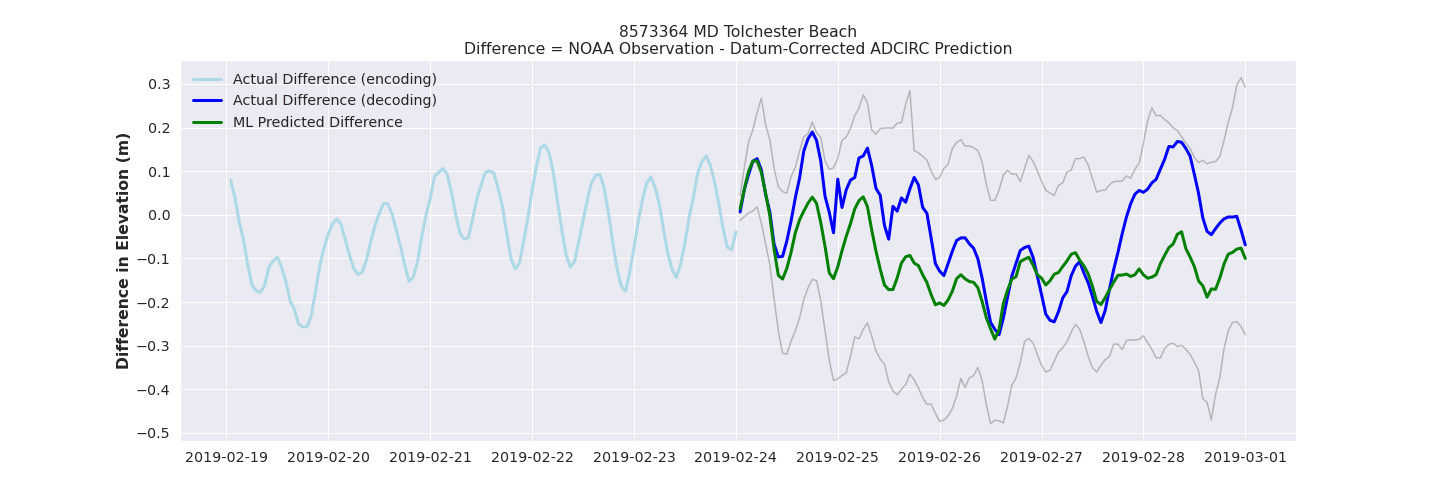 8573364 MD Tolchester Beach
Difference = NOAA Observation - Datum-Corrected ADCIRC Prediction
Actual Difference (encoding)
Actual Difference (decoding)
ML Predicted Difference
Difference in Elevation (m)
0.3
0.2
0.1
0.0
−0.1
−0.2
−0.3
−0.4
−0.5
2019-02-19 2019-02-20 2019-02-21 2019-02-22 2019-02-23 2019-02-24 2019-02-25 2019-02-26 2019-02-27 2019-02-28 2019-03-01